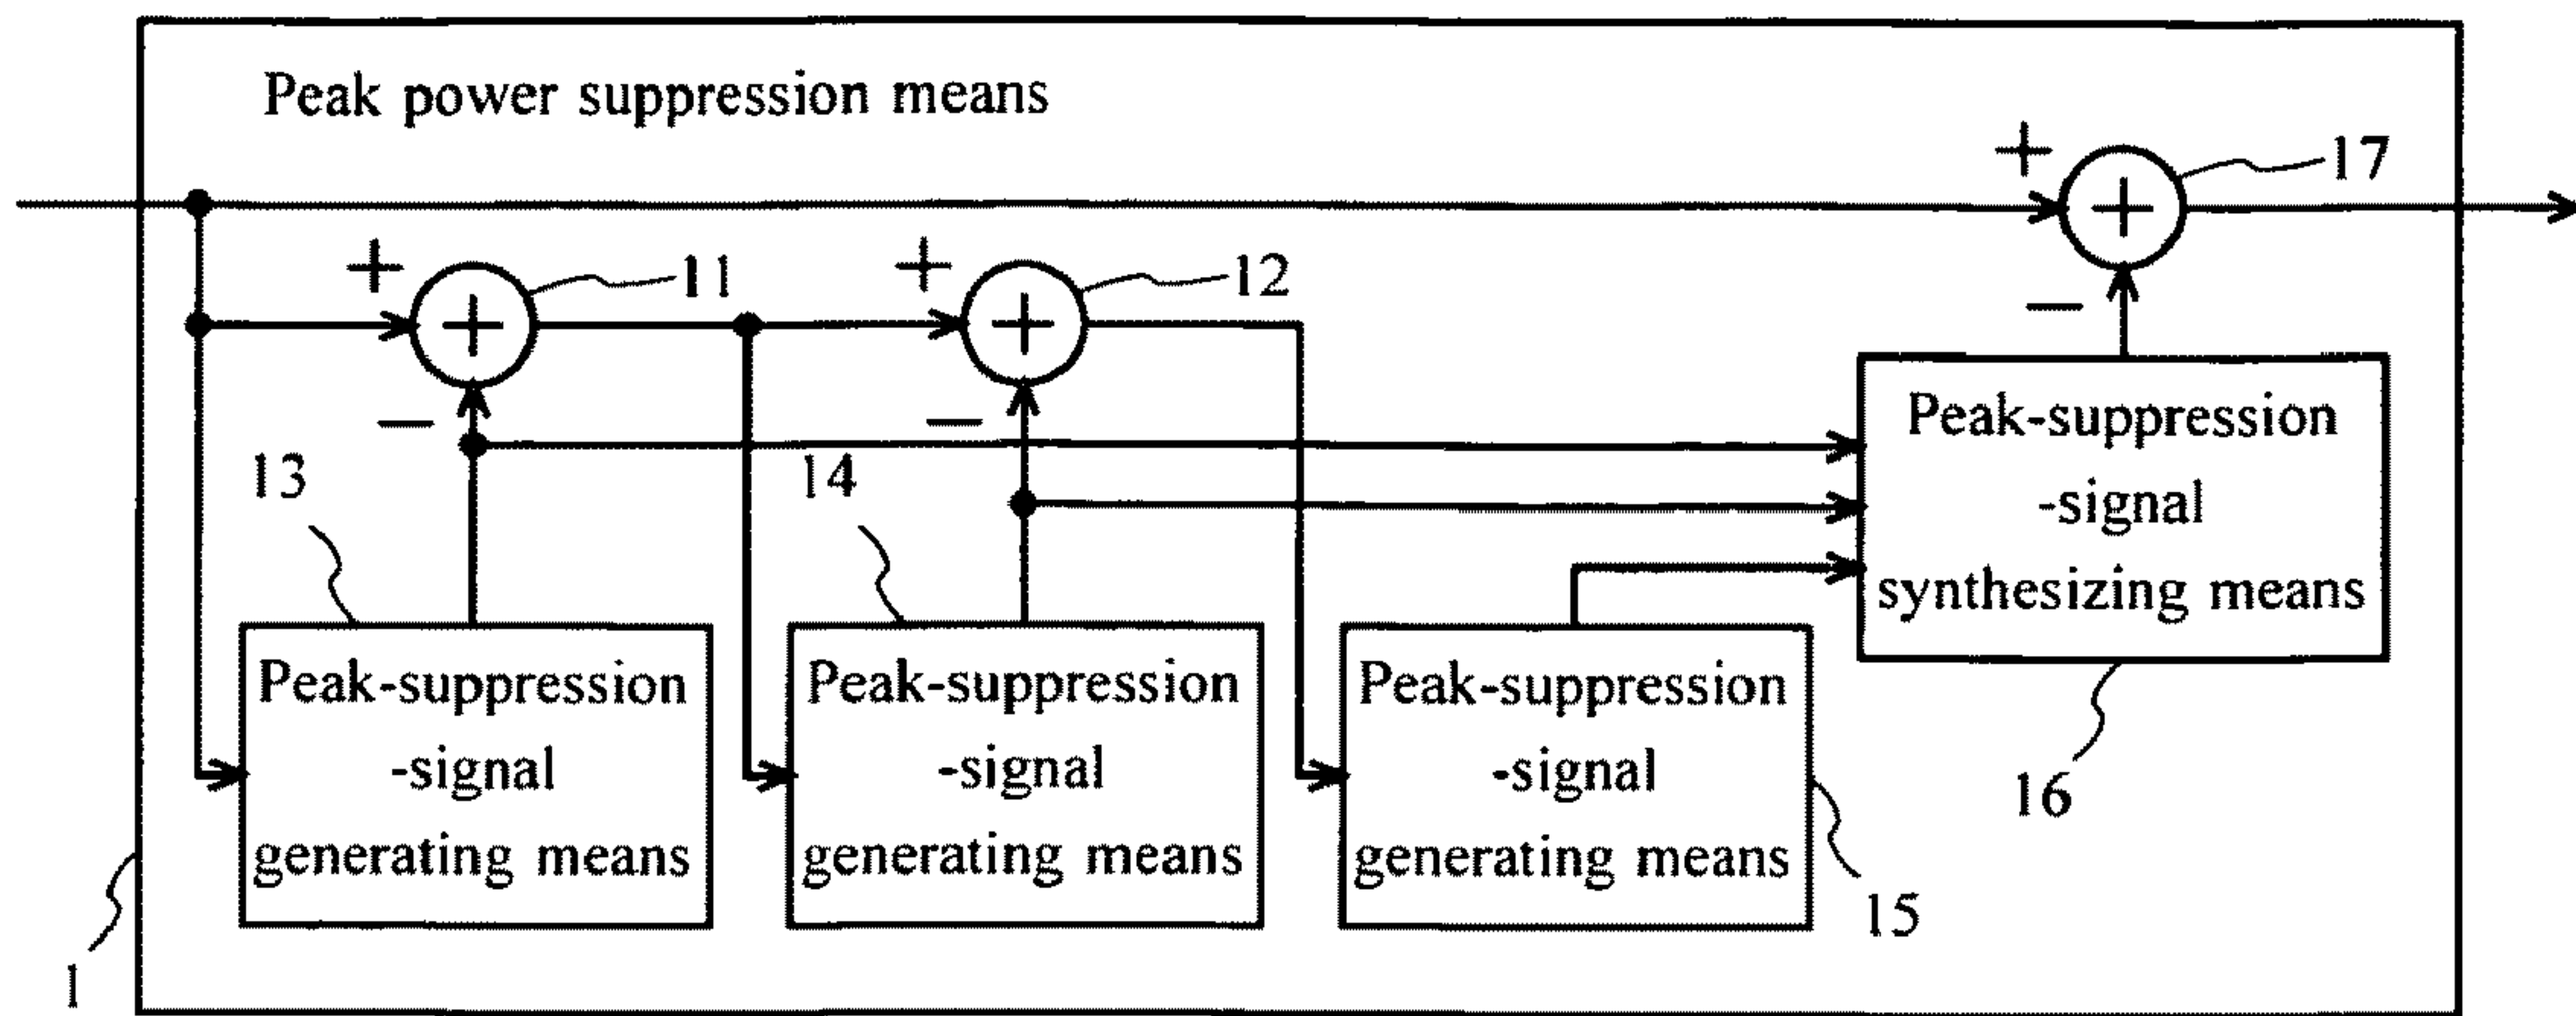 Peak power suppression means
+
+
17
+
+
11
+
+
12
+
−
−
−
13
14
Peak-suppression
-signal
synthesizing means
16
Peak-suppression
-signal
generating means
Peak-suppression
-signal
generating means
Peak-suppression
-signal
generating means
15
1